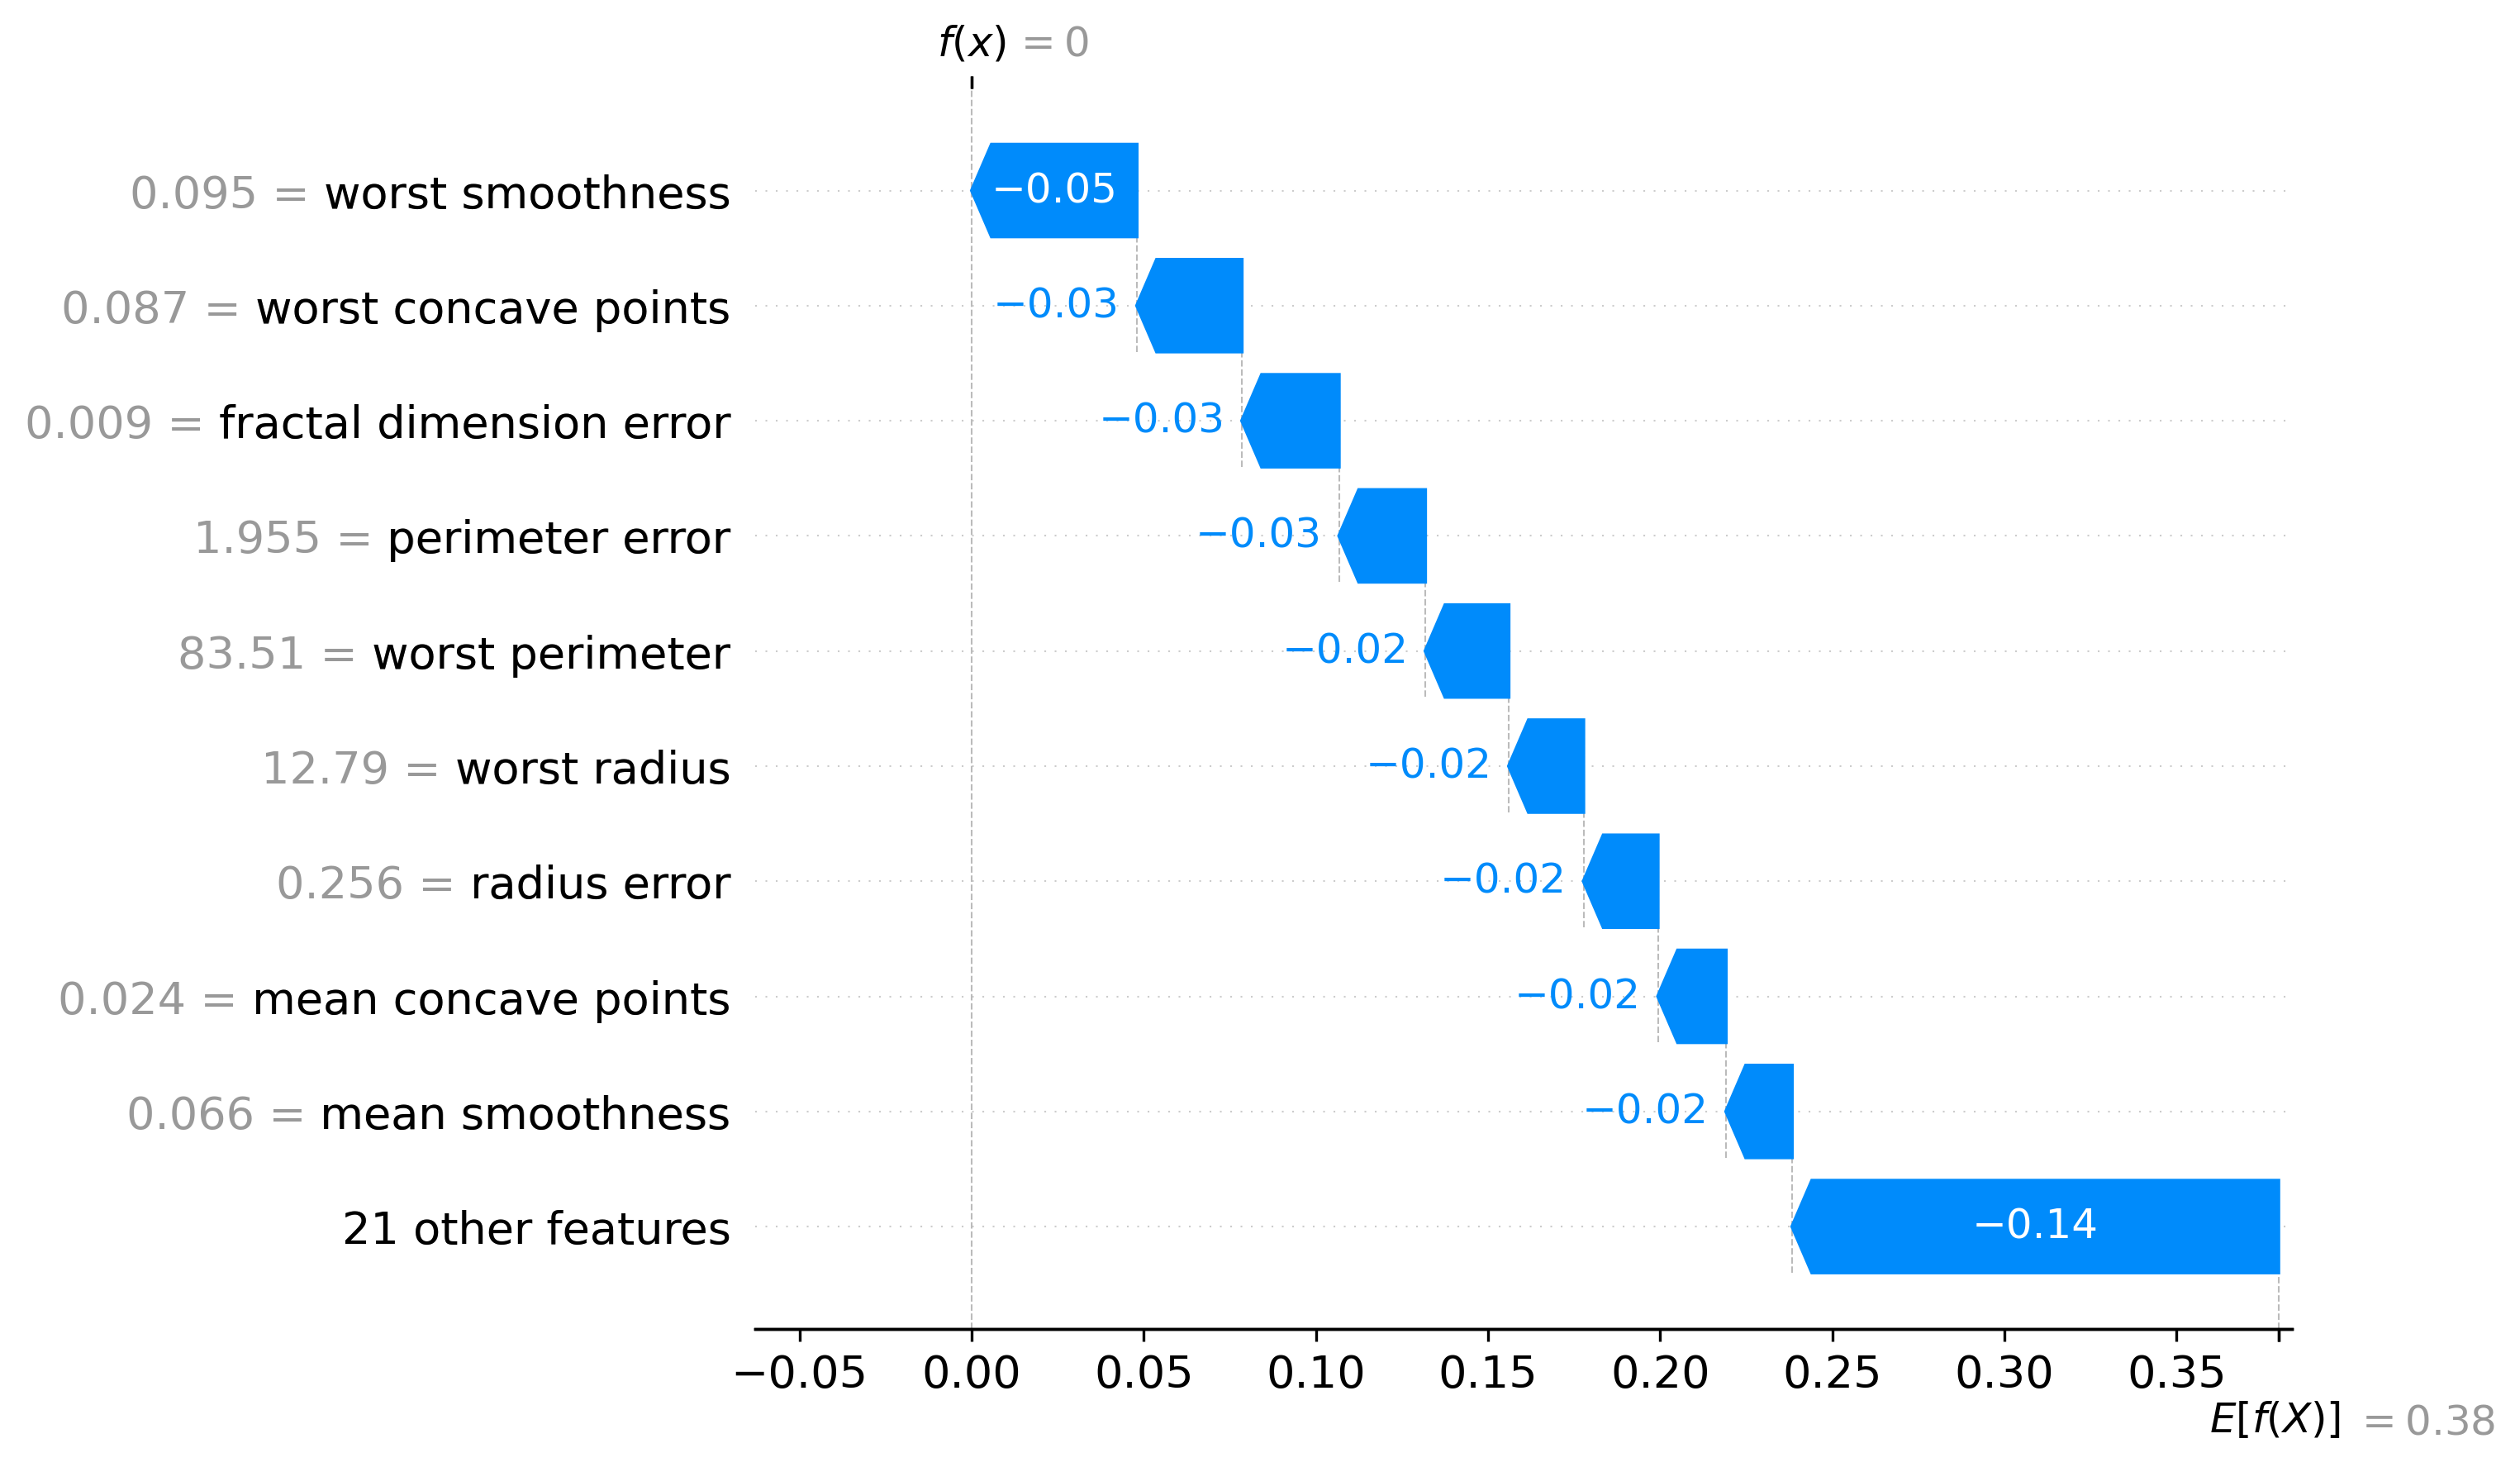 f(x) = 0
0.095 = worst smoothness
−0.05
0.087 = worst concave points
−0.03
0.009 = fractal dimension error
−0.03
1.955 = perimeter error
−0.03
83.51 = worst perimeter
−0.02
12.79 = worst radius
−0.02
0.256 = radius error
−0.02
0.024 = mean concave points
−0.02
0.066 = mean smoothness
−0.02
21 other features
−0.14
−0.05 0.00 0.05 0.10 0.15 0.20 0.25 0.30 0.35
E[f(X)] = 0.38